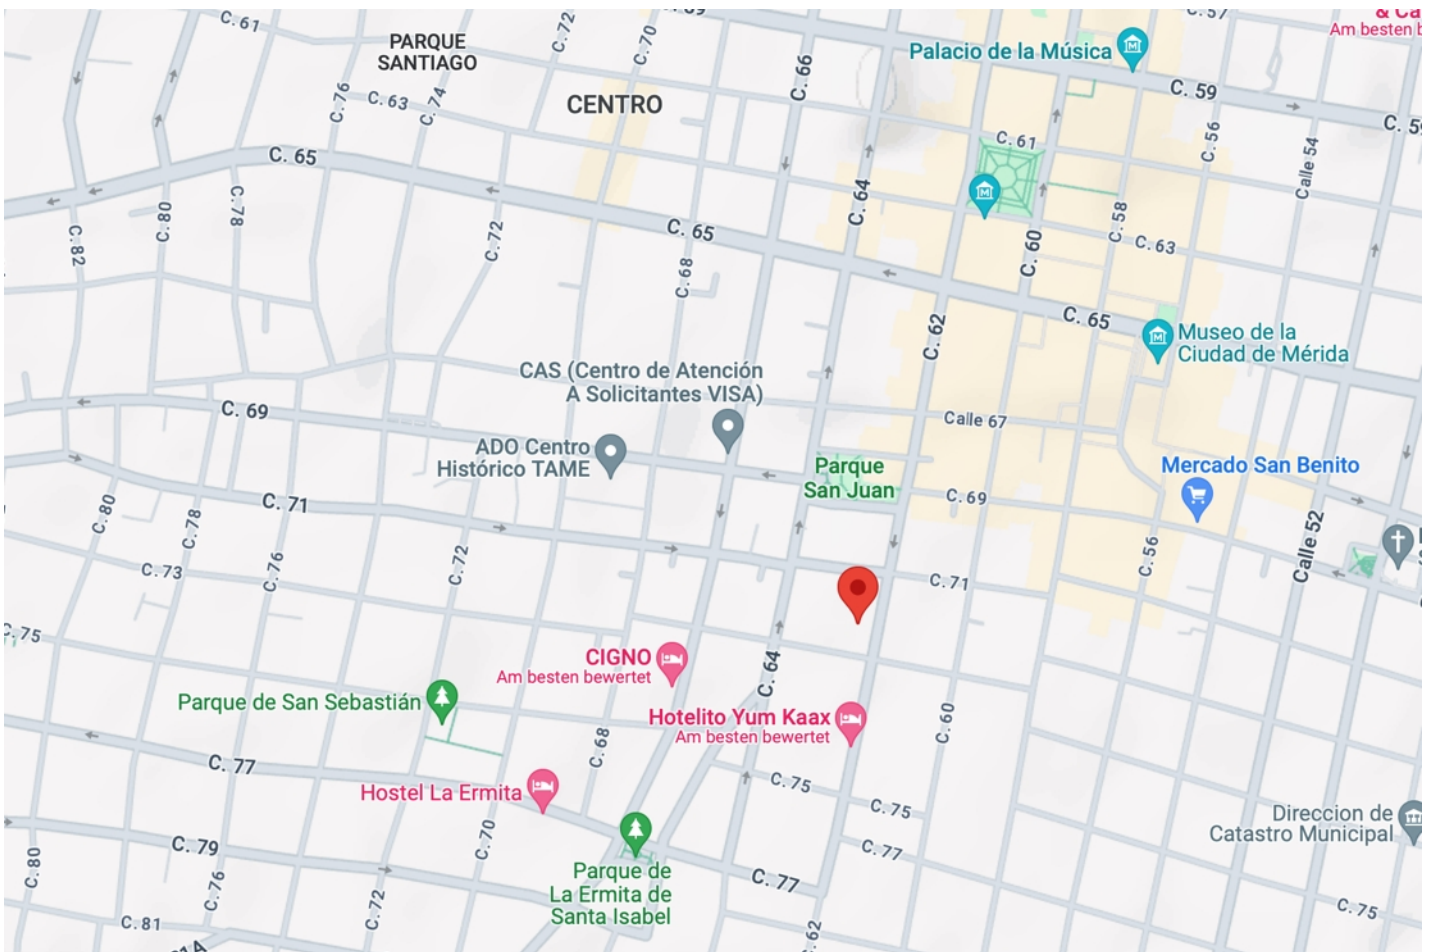 C. 61
PARQUE
SANTIAGO
C. 72
C. 70
C. 66
Palacio de la Música
C. 57
Am besten b
C. 76
C. 63
C. 74
CENTRO
C. 59
C. 59
C. 61
C. 56
Calle 54
C. 65
C. 64
C. 80
C. 78
C. 82
C. 72
C. 65
C. 68
C. 60
C. 58
C. 63
C. 62
C. 65
Museo de la
Ciudad de Mérida
CAS (Centro de Atención
A Solicitantes VISA)
C. 69
Calle 67
ADO Centro
Histórico TAME
Parque
San Juan
Mercado San Benito
C. 69
C. 71
C. 80
C. 78
C. 76
C. 72
C. 56
Calle 52
C. 73
C. 71
C. 75
CIGNO
Am besten bewertet
C. 64
Parque de San Sebastián
Hotelito Yum Kaax
Am besten bewertet
C. 60
C. 68
C. 77
Hostel La Ermita
C. 75
C. 75
Direccion de
Catastro Municipal
C. 79
C. 70
C. 77
C. 80
C. 76
C. 72
Parque de
La Ermita de
Santa Isabel
C. 77
C. 75
C. 81
C. 62